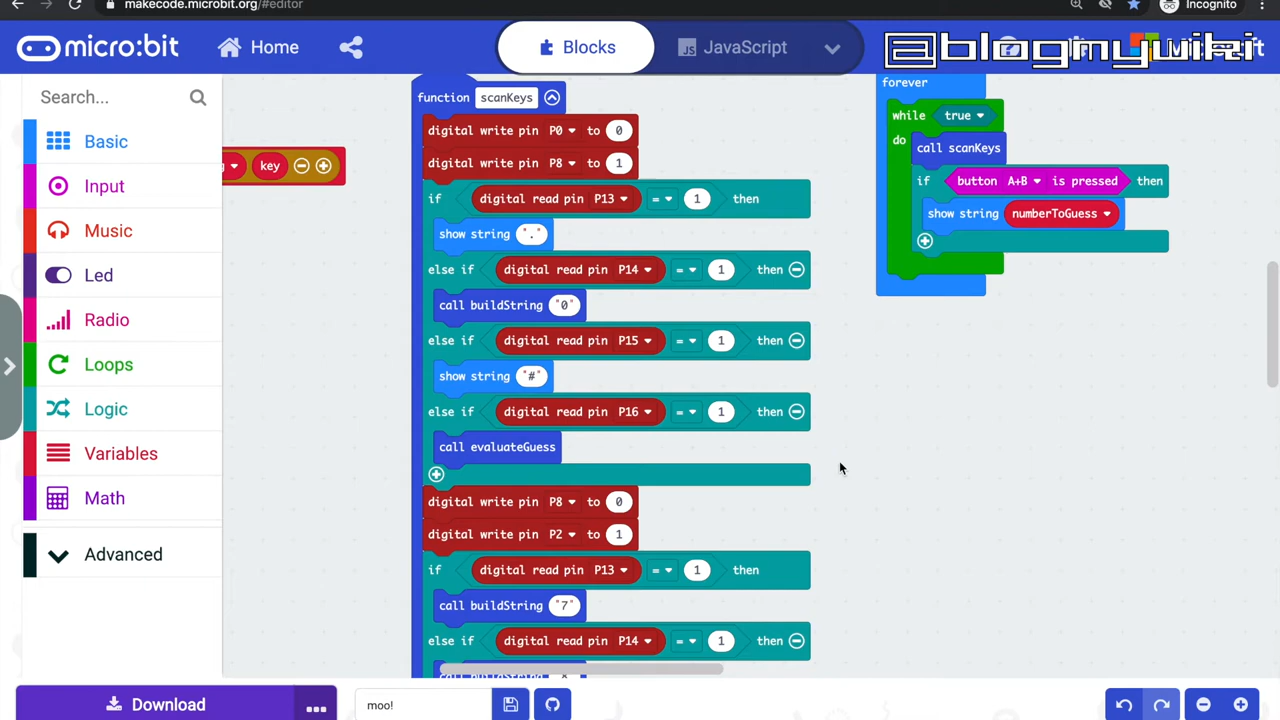 makecode.microbit.org/#editor
Incognito
micro:bit
Home
Blocks
JavaScript
@blogmywiki
Search...
Basic
Input
Music
Led
Radio
Loops
Logic
Variables
Math
Advanced
key
function scanKeys
digital write pin P0 to 0
digital write pin P8 to 1
if digital read pin P13 = 1 then
show string "."
else if digital read pin P14 = 1 then
call buildString "0"
else if digital read pin P15 = 1 then
show string "#"
else if digital read pin P16 = 1 then
call evaluateGuess
digital write pin P8 to 0
digital write pin P2 to 1
if digital read pin P13 = 1 then
call buildString "7"
else if digital read pin P14 = 1 then
forever
while true
do call scanKeys
if button A+B is pressed then
show string numberToGuess
Download
moo!